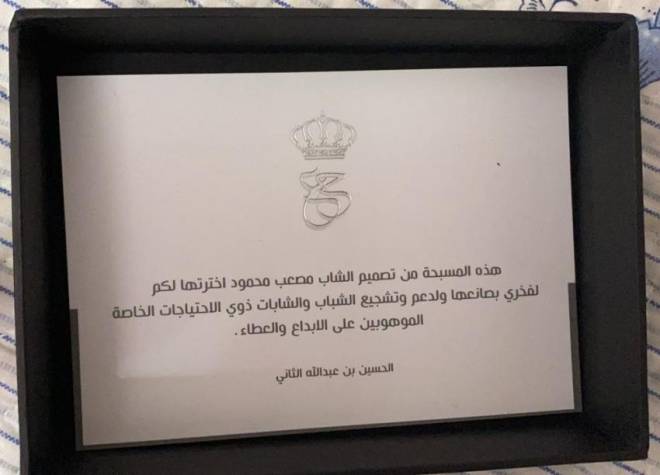 هذه المسبحة من تصميم الشاب مصعب محمود اخترتها لكم
لفخري بصانعها ولدعم وتشجيع الشباب والشابات ذوي الاحتياجات الخاصة
الموهوبين على الابداع والعطاء.
الحسين بن عبدالله الثاني